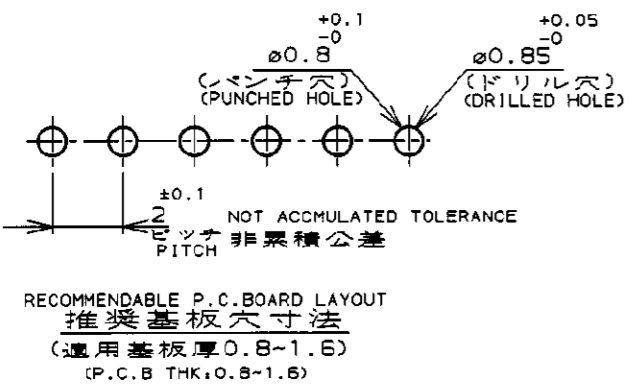 +0.1
-0
ø0.8
(パンチ穴)
(PUNCHED HOLE)
+0.05
-0
ø0.85
(ドリル穴)
(DRILLED HOLE)
±0.1
2
ピッチ
PITCH
NOT ACCMULATED TOLERANCE
非累積公差
RECOMMENDABLE P.C.BOARD LAYOUT
推奨基板穴寸法
(適用基板厚0.8~1.6)
(P.C.B THK:0.8~1.6)